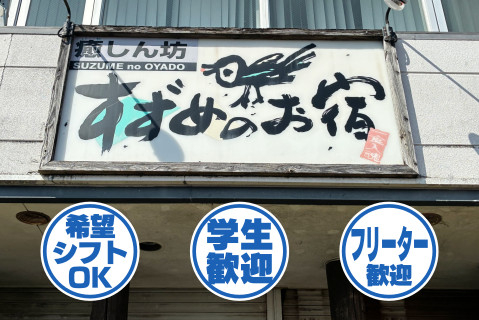 癒しん坊
SUZUME no OYADO
すずめのお宿
希望
シフト
OK
学生
歓迎
フリーター
歓迎